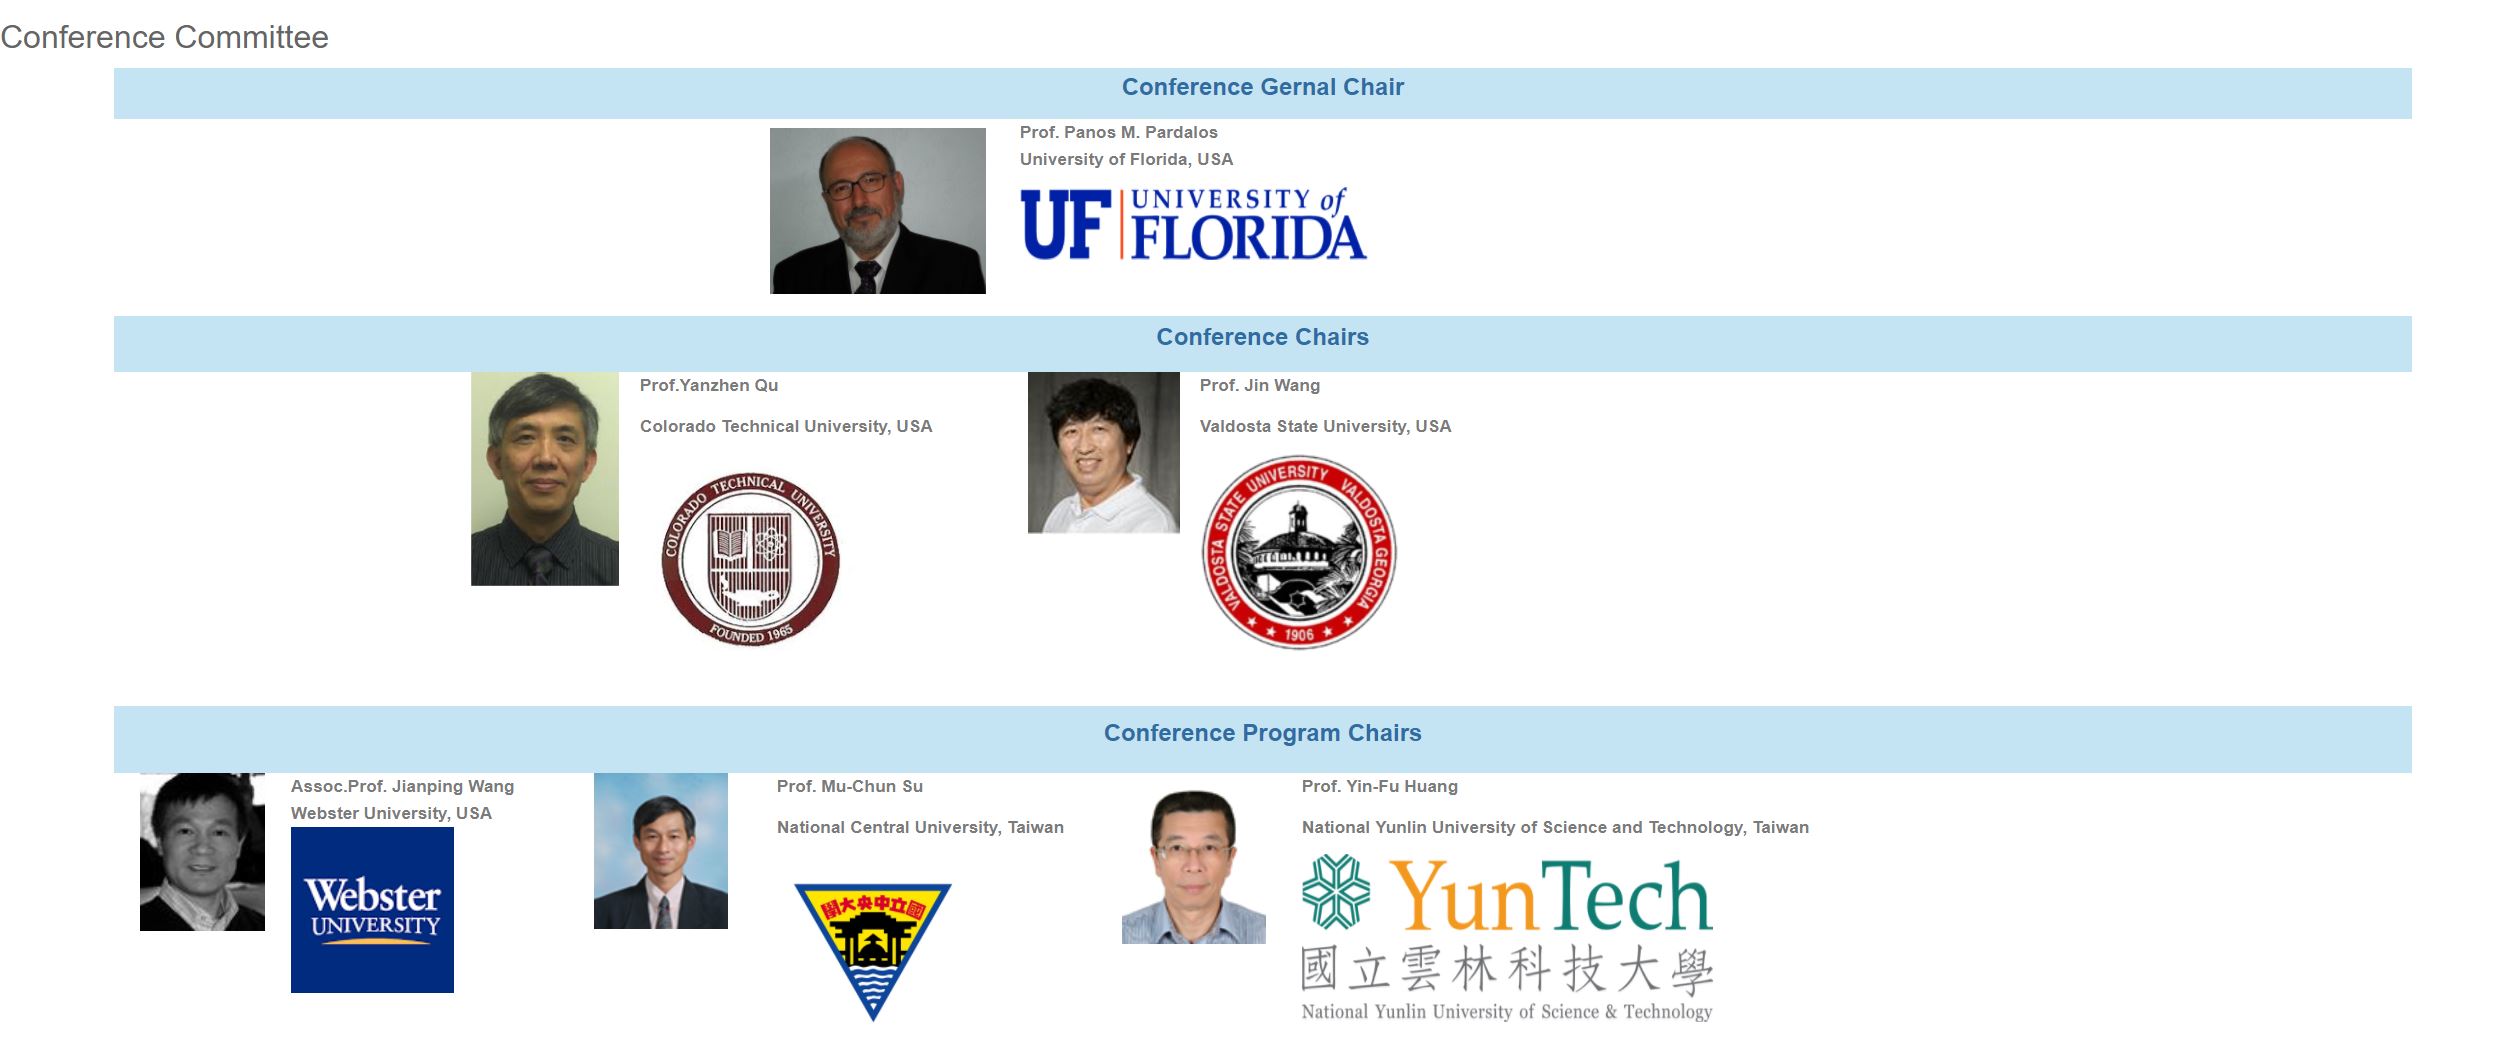 Conference Committee
Conference Gernal Chair
Prof. Panos M. Pardalos
University of Florida, USA
UF UNIVERSITY of
FLORIDA
Conference Chairs
Prof.Yanzhen Qu
Colorado Technical University, USA
COLORADO TECHNICAL UNIVERSITY
FOUNDED 1965
Prof. Jin Wang
Valdosta State University, USA
VALDOSTA STATE UNIVERSITY VALDOSTA GEORGIA
1906
Conference Program Chairs
Assoc.Prof. Jianping Wang
Webster University, USA
Webster
UNIVERSITY
Prof. Mu-Chun Su
National Central University, Taiwan
學大央中立國
Prof. Yin-Fu Huang
National Yunlin University of Science and Technology, Taiwan
YunTech
國立雲林科技大學
National Yunlin University of Science & Technology